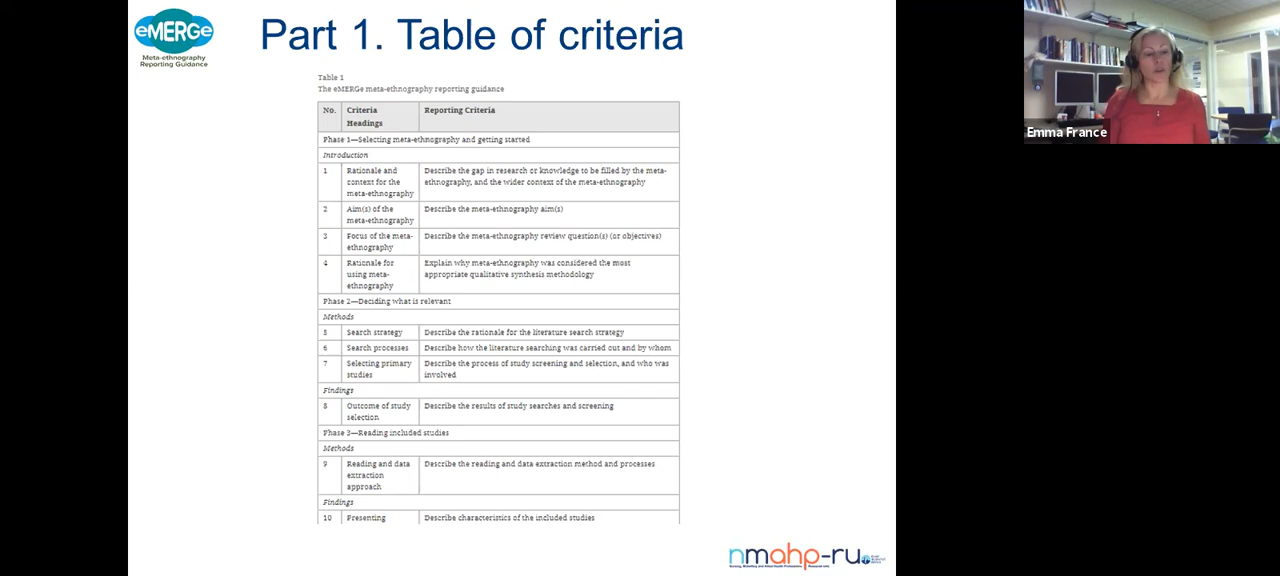 eMERGe
Meta-ethnography
Reporting Guidance
Part 1. Table of criteria
Table 1
The eMERGe meta-ethnography reporting guidance
No. Criteria Headings Reporting Criteria
Phase 1—Selecting meta-ethnography and getting started
Introduction
1 Rationale and context for the meta-ethnography Describe the gap in research or knowledge to be filled by the meta-ethnography, and the wider context of the meta-ethnography
2 Aim(s) of the meta-ethnography Describe the meta-ethnography aim(s)
3 Focus of the meta-ethnography Describe the meta-ethnography review question(s) (or objectives)
4 Rationale for using meta-ethnography Explain why meta-ethnography was considered the most appropriate qualitative synthesis methodology
Phase 2—Deciding what is relevant
Methods
5 Search strategy Describe the rationale for the literature search strategy
6 Search processes Describe how the literature searching was carried out and by whom
7 Selecting primary studies Describe the process of study screening and selection, and who was involved
Findings
8 Outcome of study selection Describe the results of study searches and screening
Phase 3—Reading included studies
Methods
9 Reading and data extraction approach Describe the reading and data extraction method and processes
Findings
10 Presenting Describe characteristics of the included studies
nmahp-ru
Nursing, Midwifery and Allied Health Professions Research Unit
Emma France